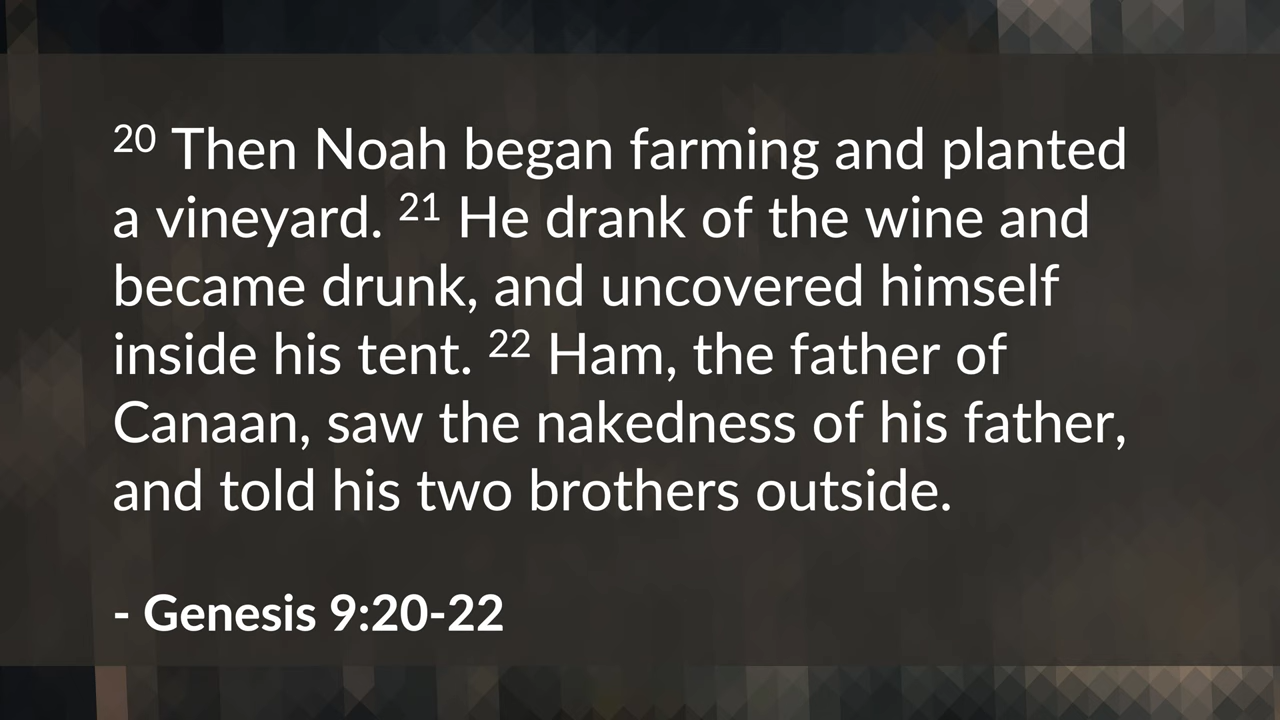 20 Then Noah began farming and planted
a vineyard. 21 He drank of the wine and
became drunk, and uncovered himself
inside his tent. 22 Ham, the father of
Canaan, saw the nakedness of his father,
and told his two brothers outside.
- Genesis 9:20-22